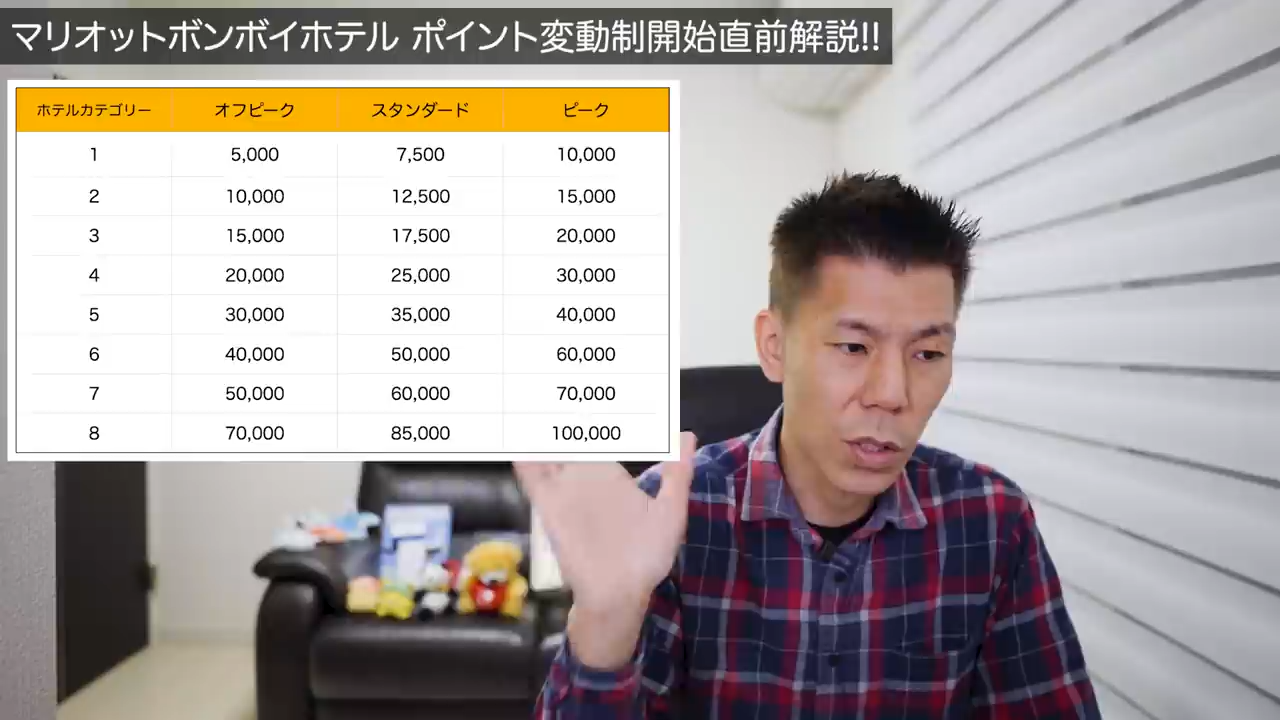 マリオットボンボイホテル ポイント変動制開始直前解説!!
ホテルカテゴリー オフピーク スタンダード ピーク
1 5,000 7,500 10,000
2 10,000 12,500 15,000
3 15,000 17,500 20,000
4 20,000 25,000 30,000
5 30,000 35,000 40,000
6 40,000 50,000 60,000
7 50,000 60,000 70,000
8 70,000 85,000 100,000